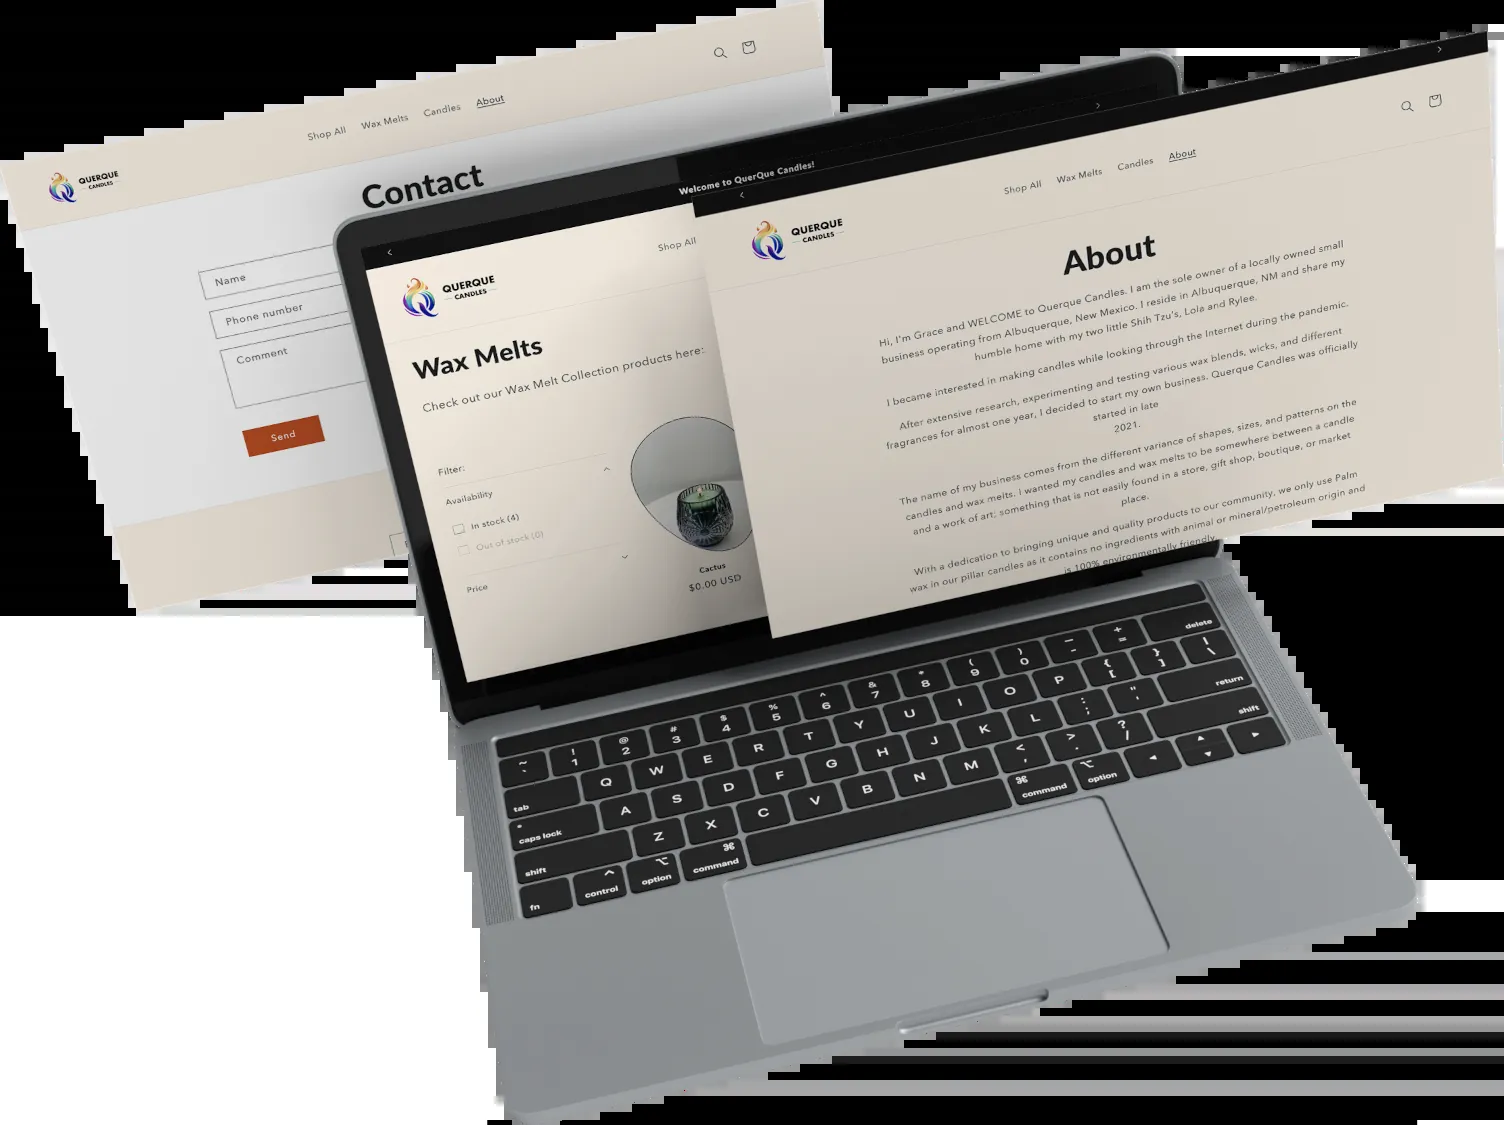 Shop All
Wax Melts
Candles
About
QUERQUE
CANDLES
Contact
Name
Phone number
Comment
Send
Welcome to QuerQue Candles!
Shop All
QUERQUE
CANDLES
Wax Melts
Check out our Wax Melt Collection products here:
Filter:
Availability
In stock (4)
Out of stock (0)
Price
Cactus
$0.00 USD
Shop All
Wax Melts
Candles
About
QUERQUE
CANDLES
About
Hi, I'm Grace and WELCOME to Querque Candles. I am the sole owner of a locally owned small
business operating from Albuquerque, New Mexico. I reside in Albuquerque, NM and share my
humble home with my two little Shih Tzu's, Lola and Rylee.
I became interested in making candles while looking through the Internet during the pandemic.
After extensive research, experimenting and testing various wax blends, wicks, and different
fragrances for almost one year, I decided to start my own business. Querque Candles was officially
started in late
2021.
The name of my business comes from the different variance of shapes, sizes, and patterns on the
candles and wax melts. I wanted my candles and wax melts to be somewhere between a candle
and a work of art; something that is not easily found in a store, gift shop, boutique, or market
place.
With a dedication to bringing unique and quality products to our community, we only use Palm
wax in our pillar candles as it contains no ingredients with animal or mineral/petroleum origin and
is 100% environmentally friendly.
~ ` ! 1 @ 2 # 3 $ 4 % 5 ^ 6 & 7 * 8 ( 9 ) 0 — - + = delete
tab Q W E R T Y U I O P { [ } ] | \
caps lock A S D F G H J K L : ; " ' return
shift Z X C V B N M < , > . ? / shift
fn control option command command option